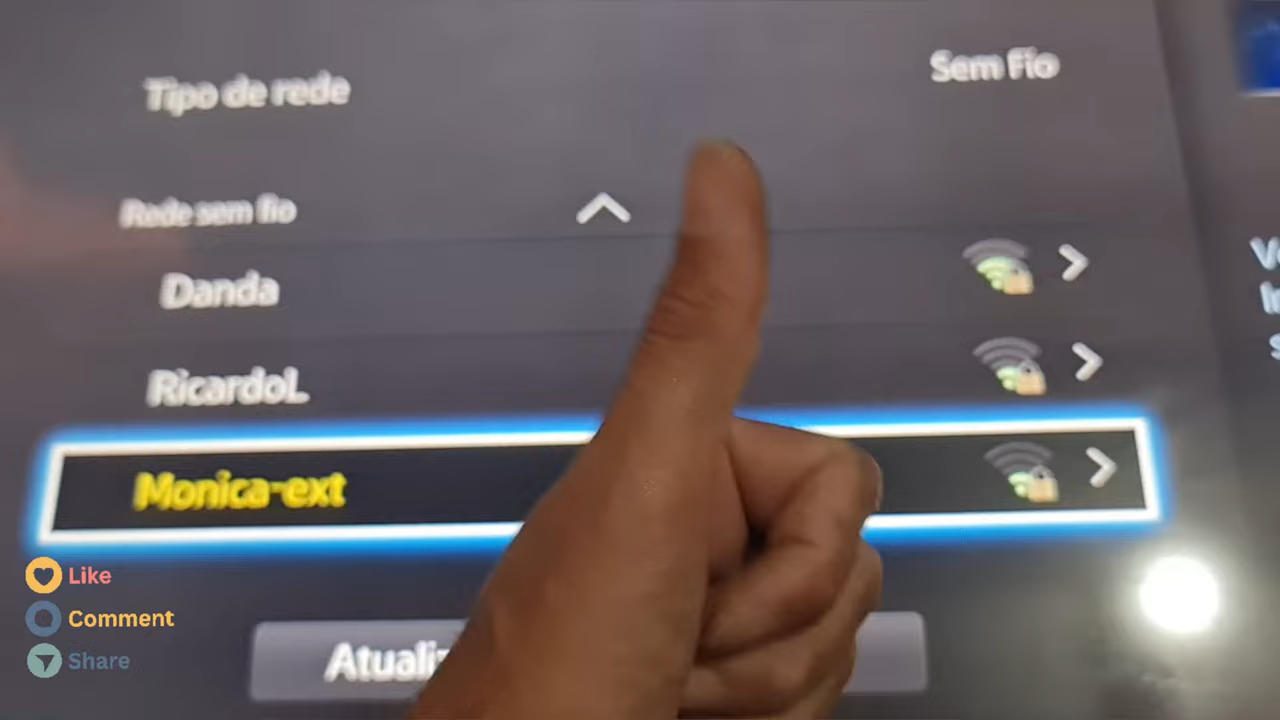 Tipo de rede
Sem Fio
Rede sem fio
Danda
RicardoL
Monica-ext
Like
Comment
Share